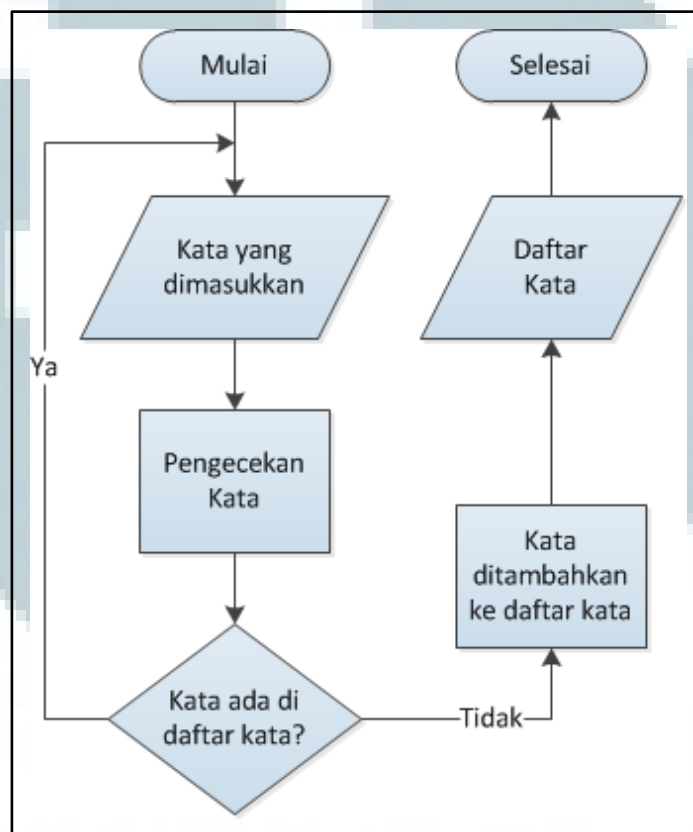 Mulai
Kata yang
dimasukkan
Pengecekan
Kata
Kata ada di
daftar kata?
Ya
Tidak
Kata
ditambahkan
ke daftar kata
Daftar
Kata
Selesai